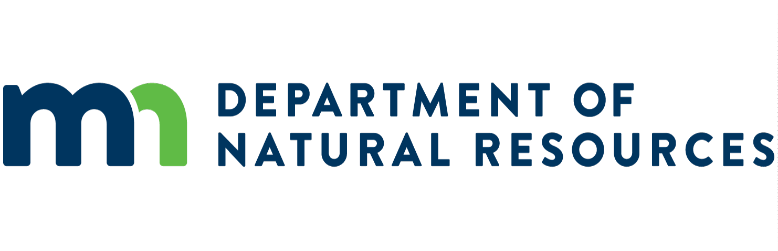 mn DEPARTMENT OF
NATURAL RESOURCES